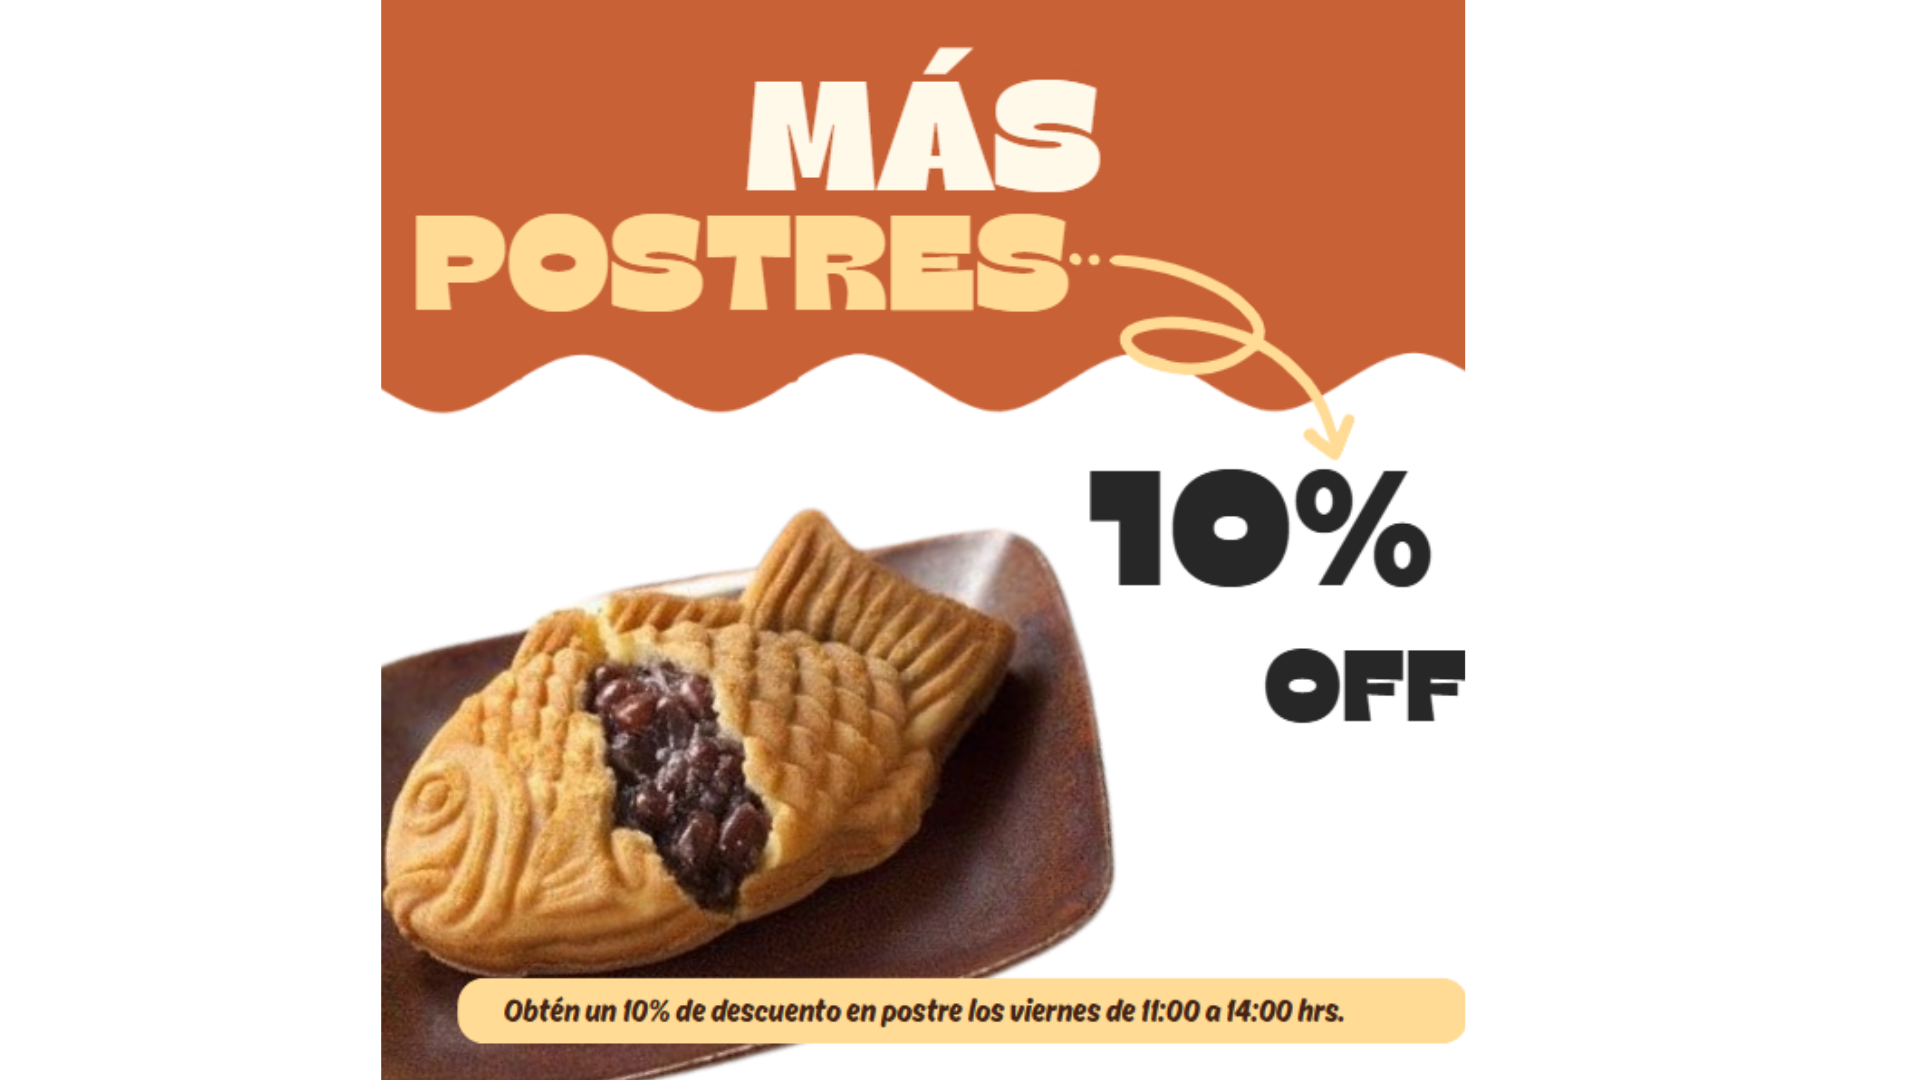 MÁS
POSTRES
10%
OFF
Obtén un 10% de descuento en postre los viernes de 11:00 a 14:00 hrs.